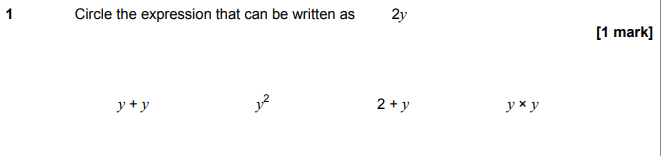 1 Circle the expression that can be written as 2y
[1 mark]
y + y y² 2 + y y × y